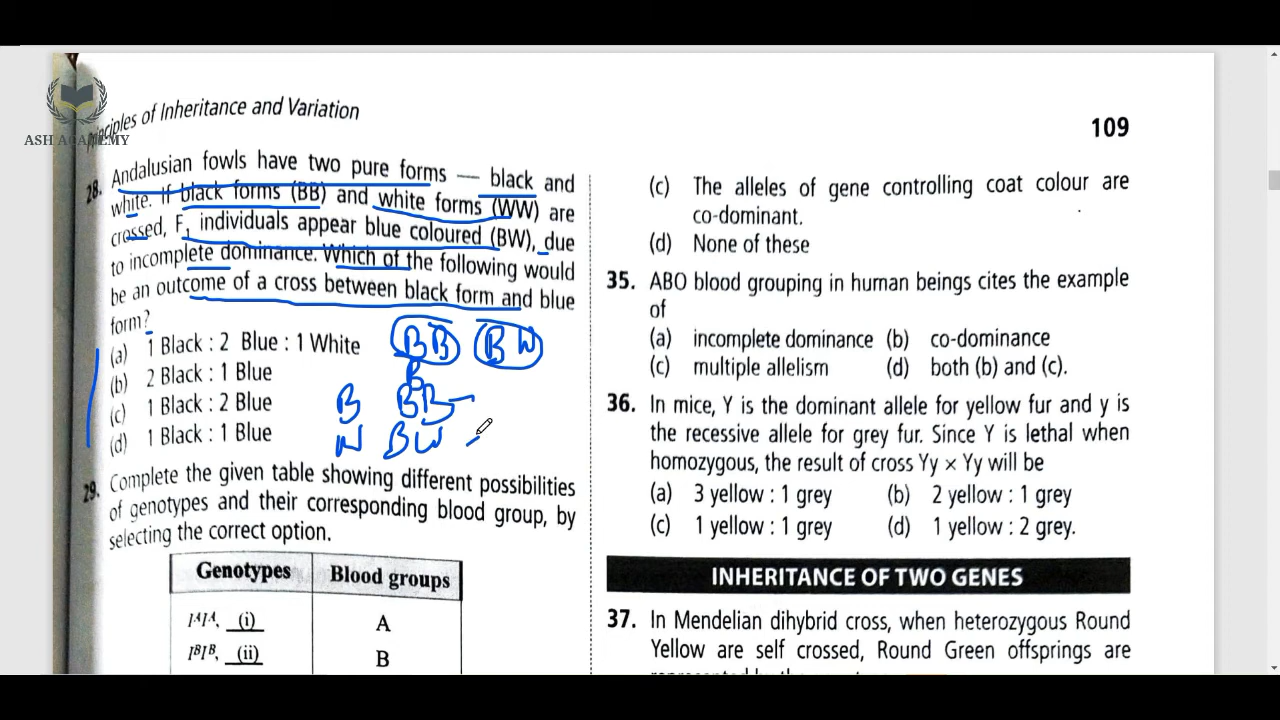 ASH ACADEMY
Principles of Inheritance and Variation
109
28. Andalusian fowls have two pure forms — black and
white. If black forms (BB) and white forms (WW) are
crossed, F1 individuals appear blue coloured (BW), due
to incomplete dominance. Which of the following would
be an outcome of a cross between black form and blue
form?
(a) 1 Black : 2 Blue : 1 White
(b) 2 Black : 1 Blue
(c) 1 Black : 2 Blue
(d) 1 Black : 1 Blue
BB BW
B
B BB
W BW
29. Complete the given table showing different possibilities
of genotypes and their corresponding blood group, by
selecting the correct option.
Genotypes Blood groups
IAIA, (i) A
IBIB, (ii) B
(c) The alleles of gene controlling coat colour are
co-dominant.
(d) None of these
35. ABO blood grouping in human beings cites the example
of
(a) incomplete dominance (b) co-dominance
(c) multiple allelism (d) both (b) and (c).
36. In mice, Y is the dominant allele for yellow fur and y is
the recessive allele for grey fur. Since Y is lethal when
homozygous, the result of cross Yy × Yy will be
(a) 3 yellow : 1 grey (b) 2 yellow : 1 grey
(c) 1 yellow : 1 grey (d) 1 yellow : 2 grey.
INHERITANCE OF TWO GENES
37. In Mendelian dihybrid cross, when heterozygous Round
Yellow are self crossed, Round Green offsprings are